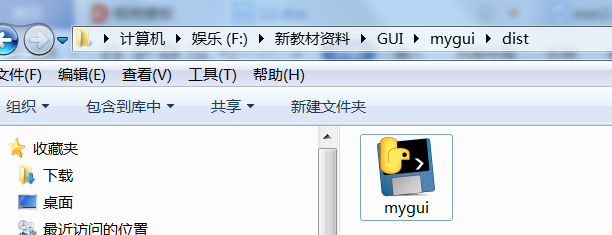 计算机 ▸ 娱乐 (F:) ▸ 新教材资料 ▸ GUI ▸ mygui ▸ dist
文件(F) 编辑(E) 查看(V) 工具(T) 帮助(H)
组织 包含到库中 共享 新建文件夹
收藏夹
下载
桌面
最近访问的位置
mygui